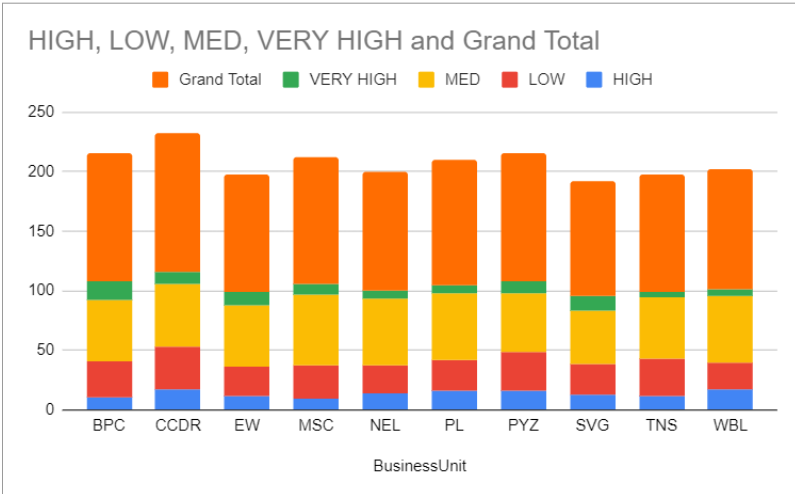 HIGH, LOW, MED, VERY HIGH and Grand Total
Grand Total VERY HIGH MED LOW HIGH
250
200
150
100
50
0
BPC CCDR EW MSC NEL PL PYZ SVG TNS WBL
BusinessUnit